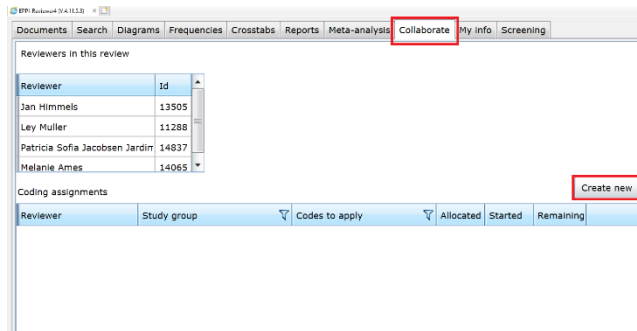 EPPI-Reviewer4 (V.4.11.5.3)
Documents Search Diagrams Frequencies Crosstabs Reports Meta-analysis Collaborate My info Screening
Reviewers in this review
Reviewer Id
Jan Himmels 13505
Ley Muller 11288
Patricia Sofia Jacobsen Jardim 14837
Melanie Ames 14065
Coding assignments
Create new
Reviewer Study group Codes to apply Allocated Started Remaining